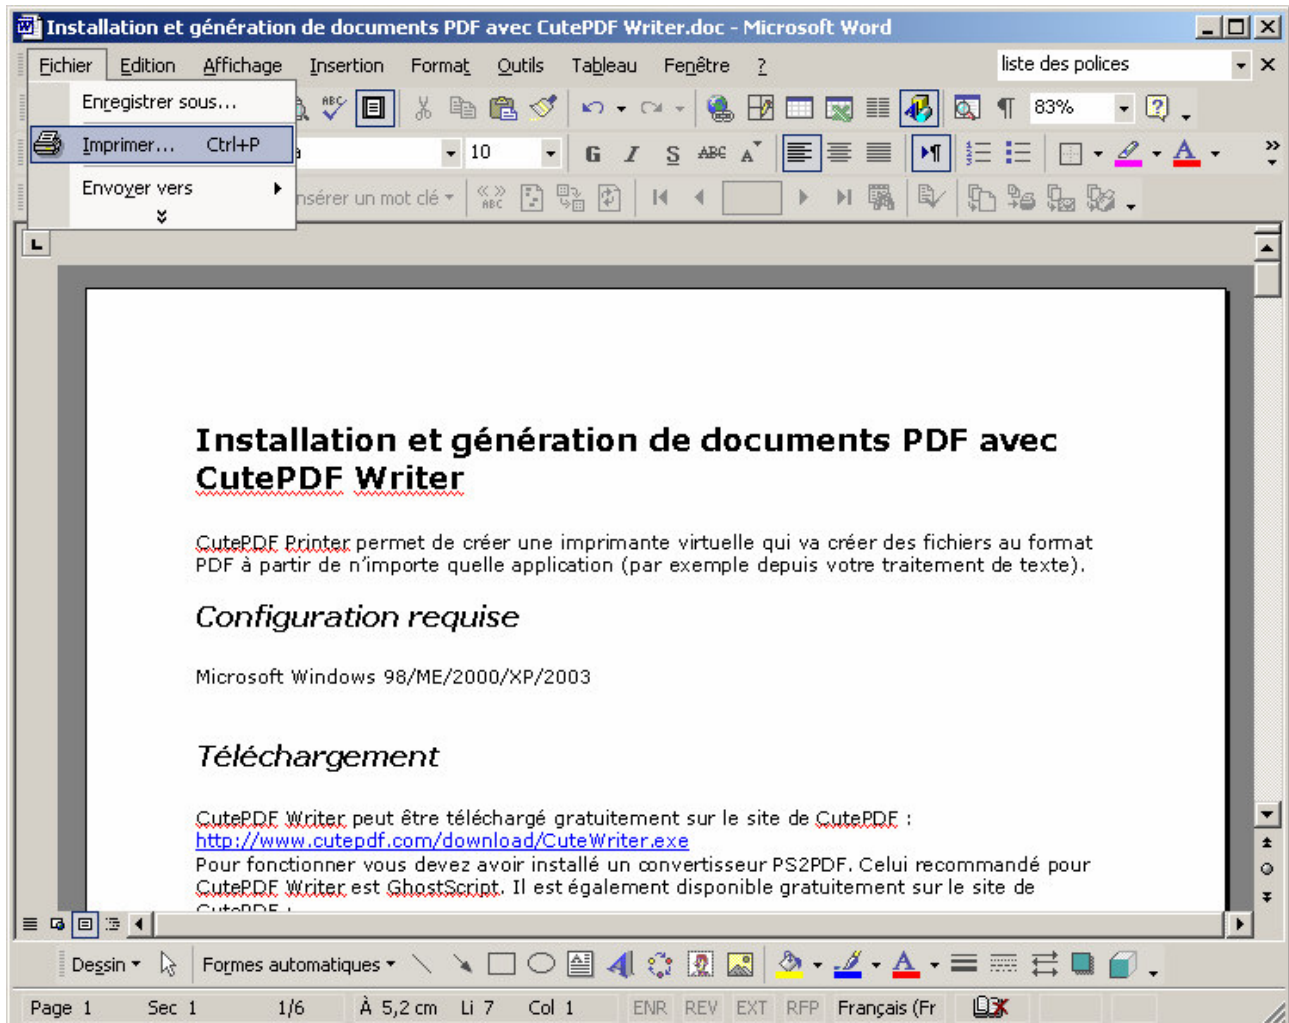 Installation et génération de documents PDF avec CutePDF Writer.doc - Microsoft Word
Fichier Edition Affichage Insertion Format Outils Tableau Fenêtre ? liste des polices
Enregistrer sous...
ABC 83%
Imprimer... Ctrl+P
10 G I S ABC A
Envoyer vers
nsérer un mot clé
ABC
L
Installation et génération de documents PDF avec
CutePDF Writer
CutePDF Printer permet de créer une imprimante virtuelle qui va créer des fichiers au format
PDF à partir de n'importe quelle application (par exemple depuis votre traitement de texte).
Configuration requise
Microsoft Windows 98/ME/2000/XP/2003
Téléchargement
CutePDF Writer peut être téléchargé gratuitement sur le site de CutePDF :
http://www.cutepdf.com/download/CuteWriter.exe
Pour fonctionner vous devez avoir installé un convertisseur PS2PDF. Celui recommandé pour
CutePDF Writer est GhostScript. Il est également disponible gratuitement sur le site de
CutePDF :
Dessin Formes automatiques
Page 1 Sec 1 1/6 À 5,2 cm Li 7 Col 1 ENR REV EXT RFP Français (Fr